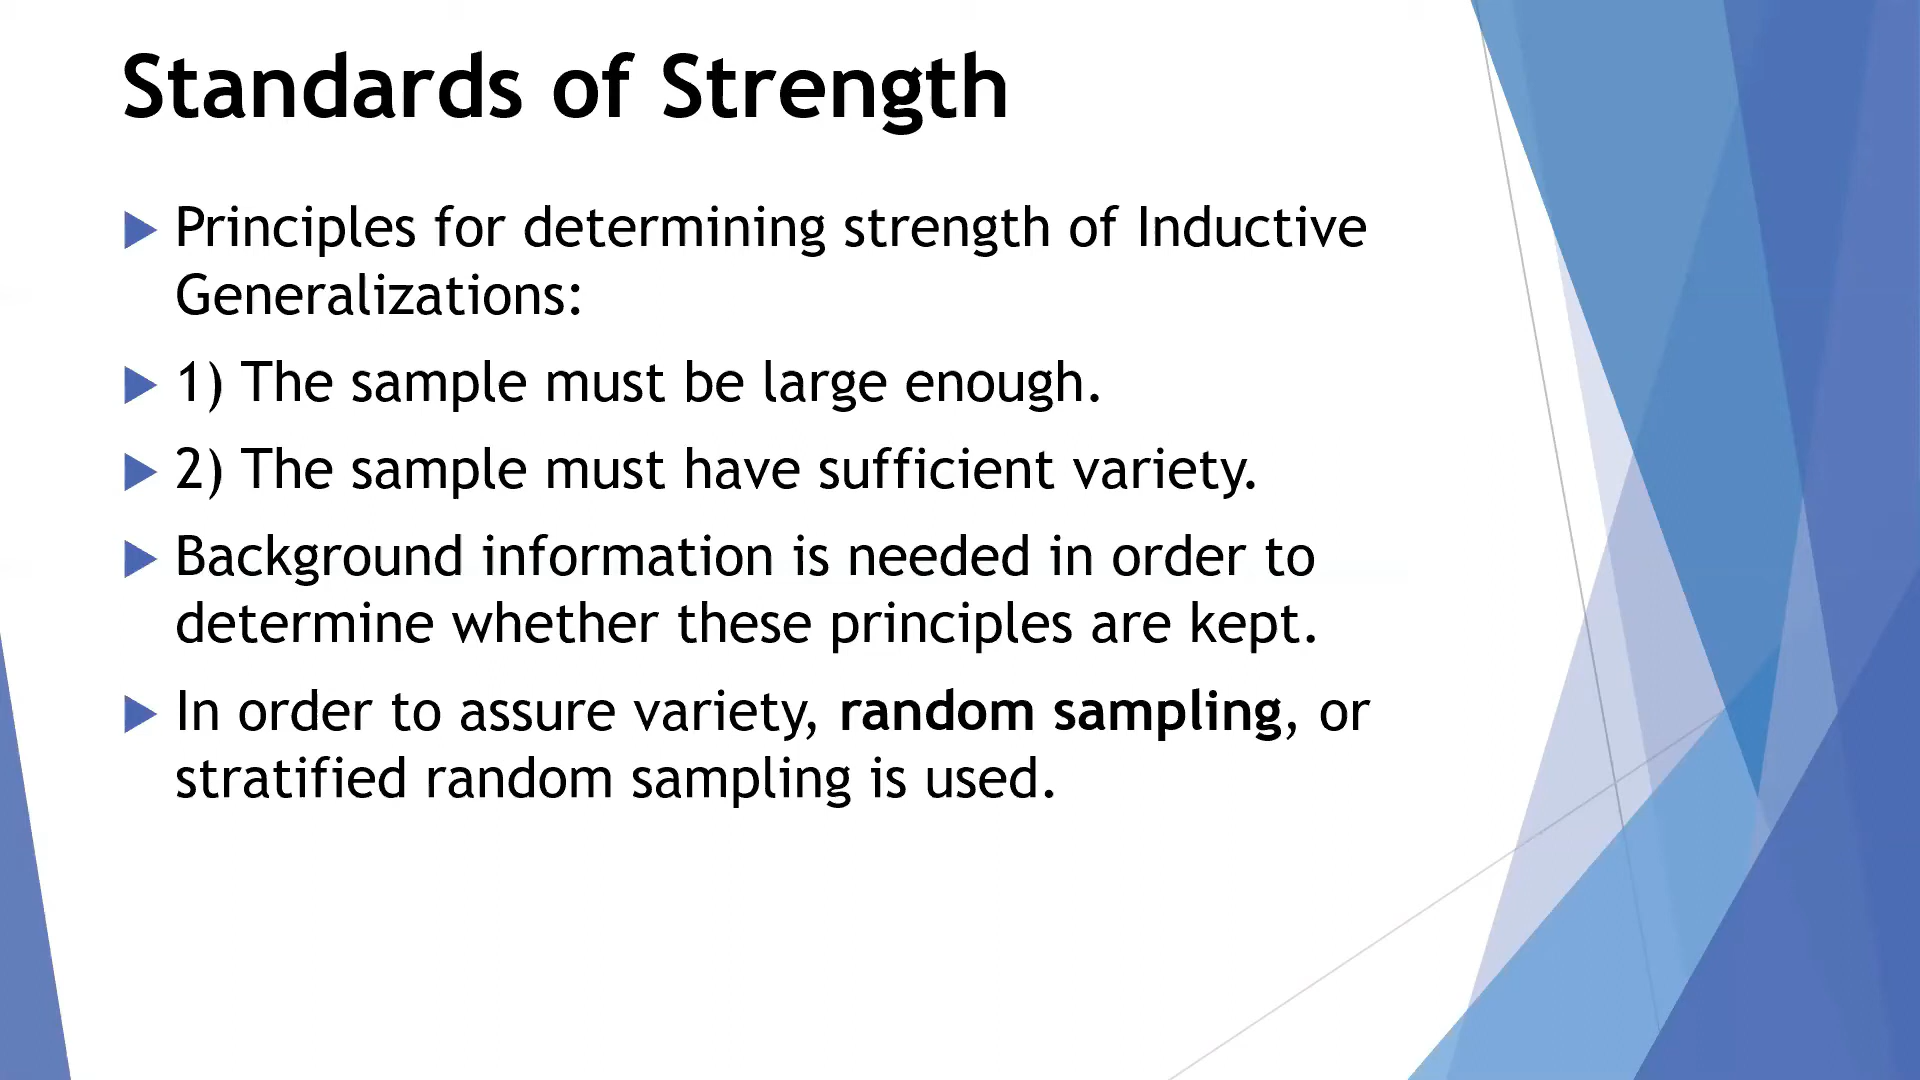 Standards of Strength
Principles for determining strength of Inductive
Generalizations:
1) The sample must be large enough.
2) The sample must have sufficient variety.
Background information is needed in order to
determine whether these principles are kept.
In order to assure variety, random sampling, or
stratified random sampling is used.